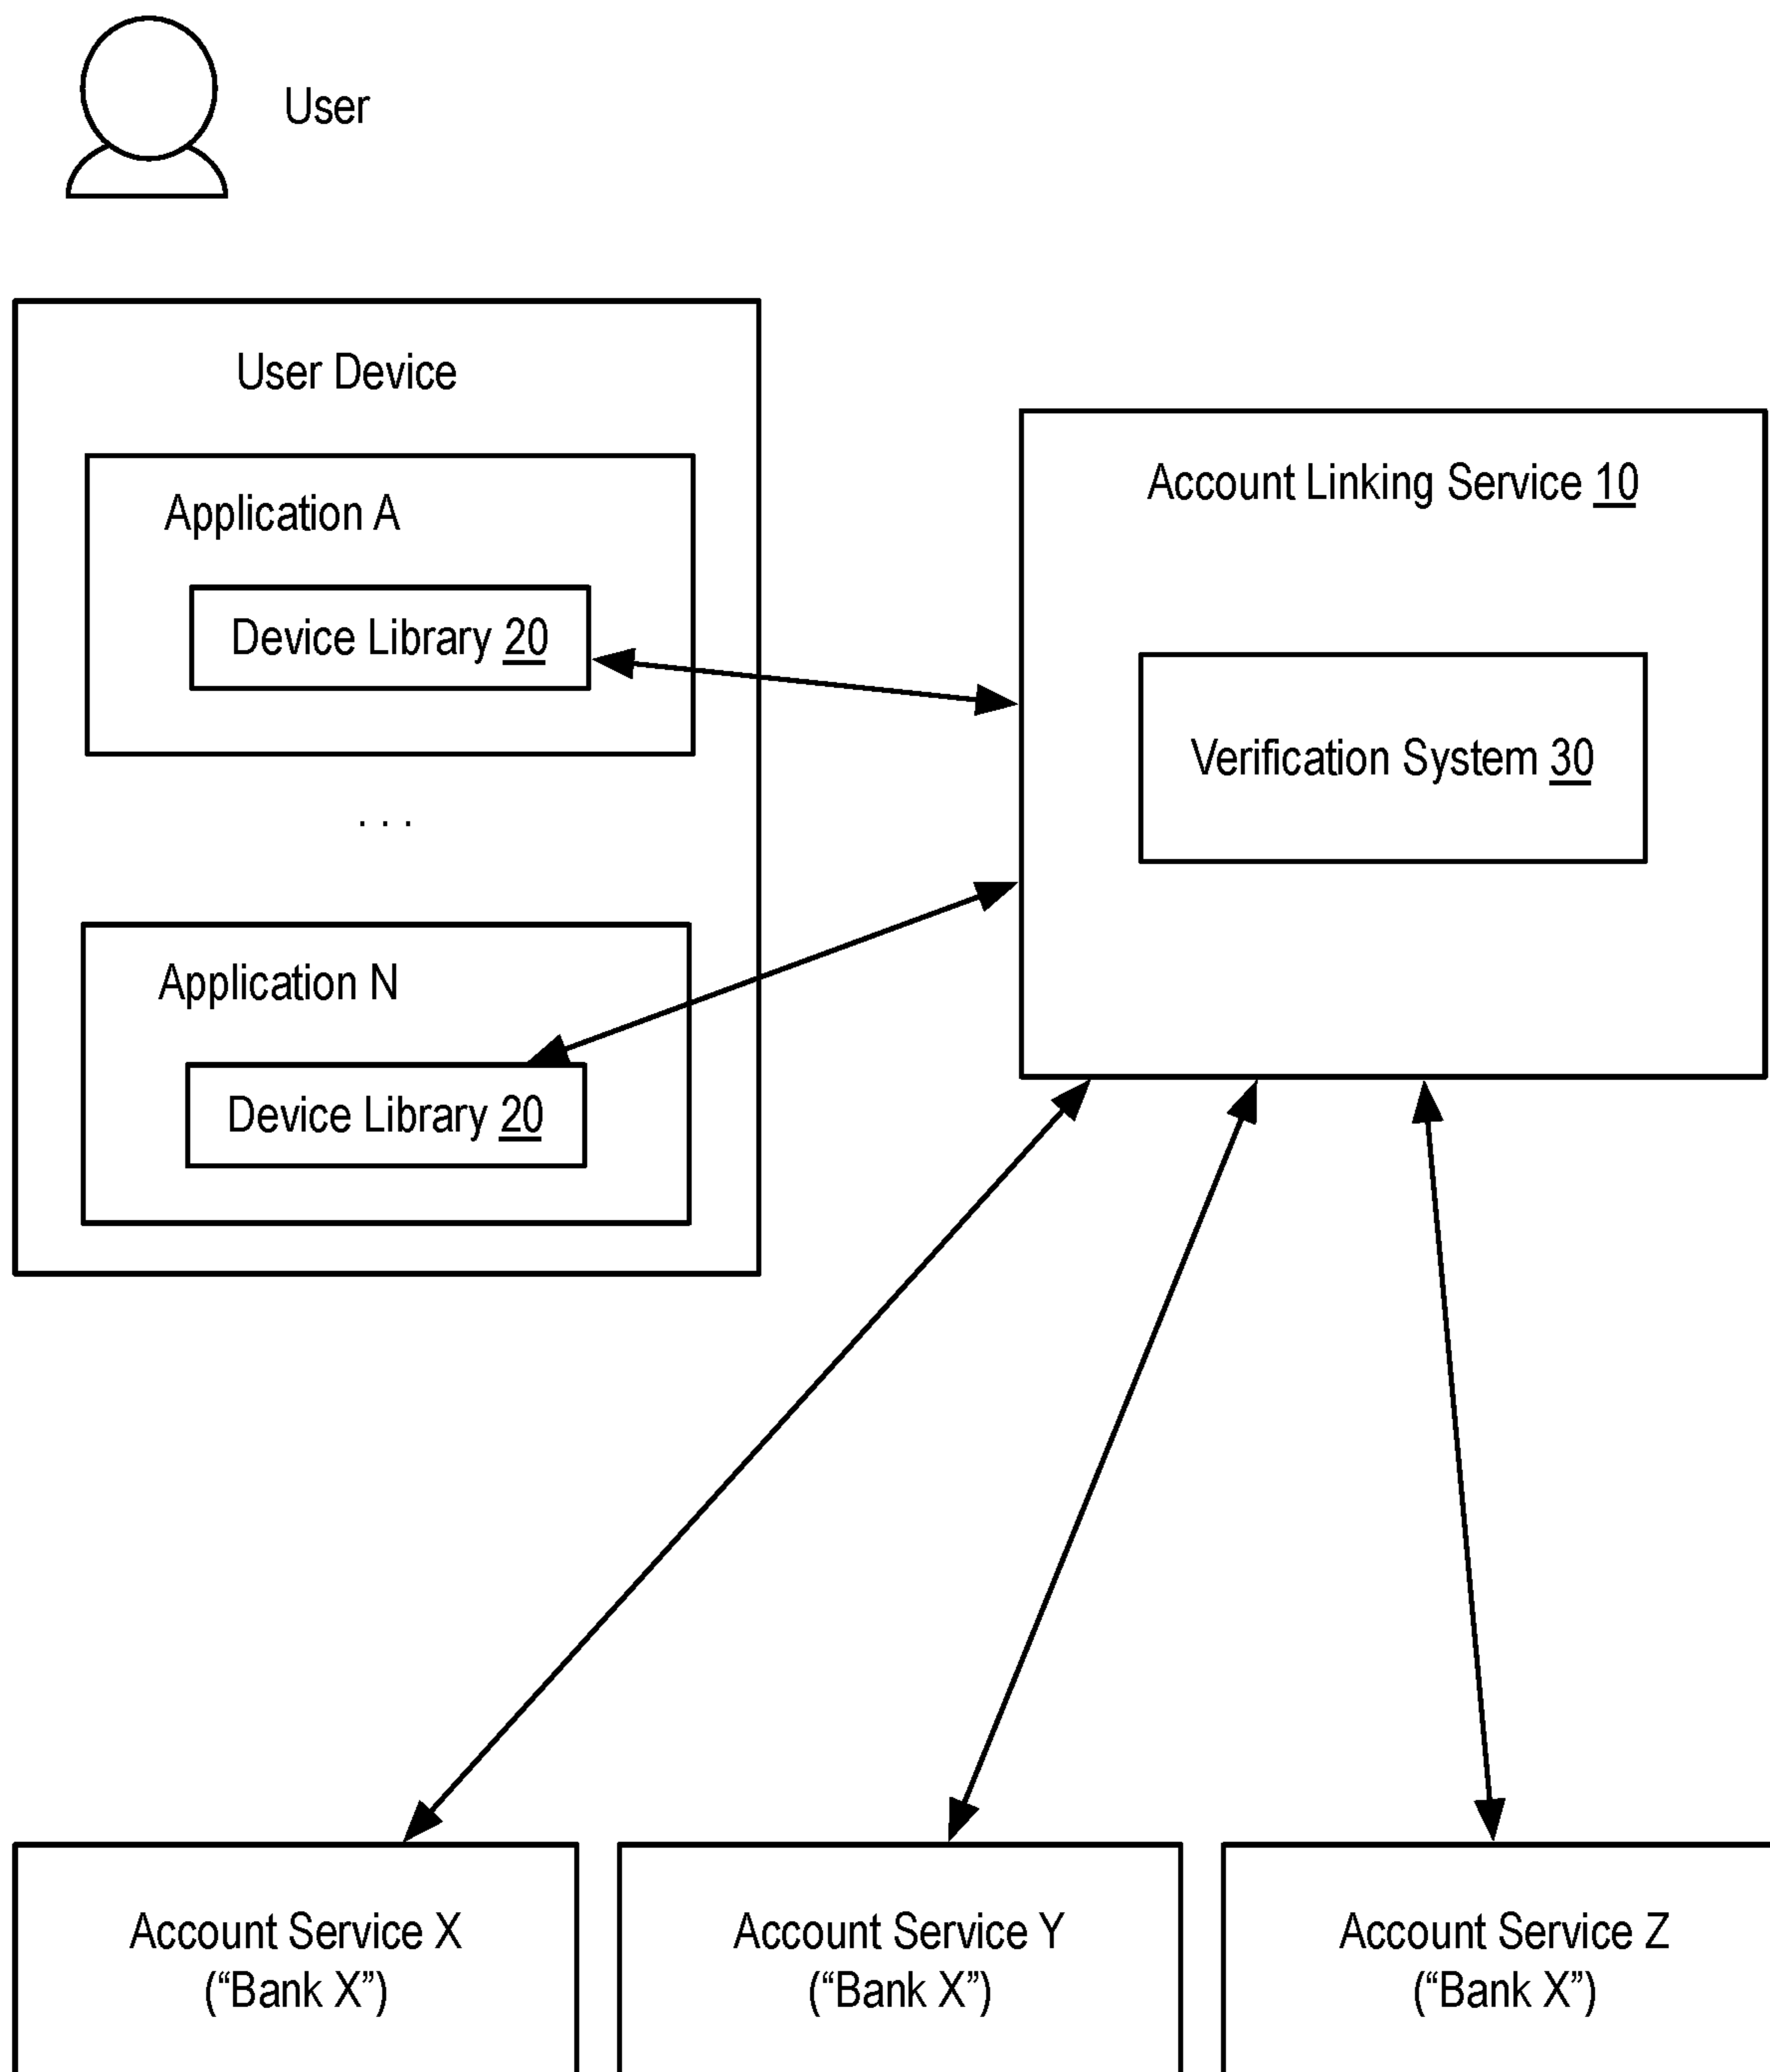 User
User Device
Application A
Device Library 20
. . .
Application N
Device Library 20
Account Linking Service 10
Verification System 30
Account Service X
(“Bank X”)
Account Service Y
(“Bank X”)
Account Service Z
(“Bank X”)